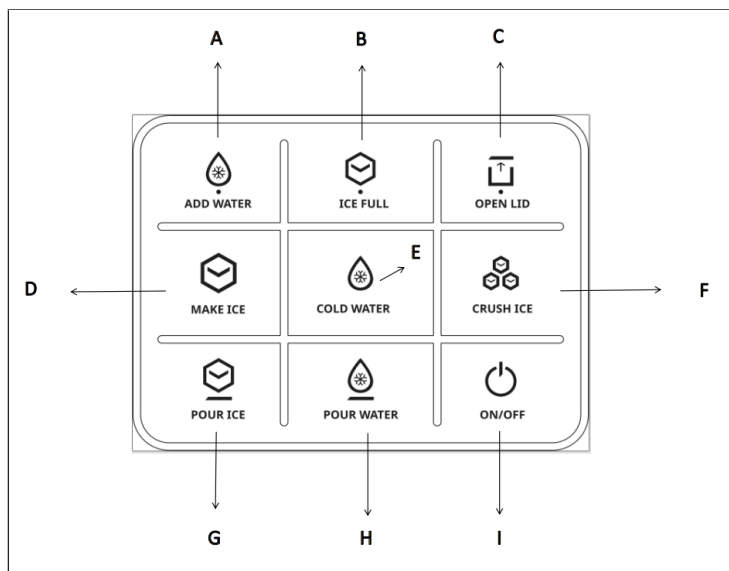 A B C
ADD WATER ICE FULL OPEN LID
E
D F
MAKE ICE COLD WATER CRUSH ICE
POUR ICE POUR WATER ON/OFF
G H I